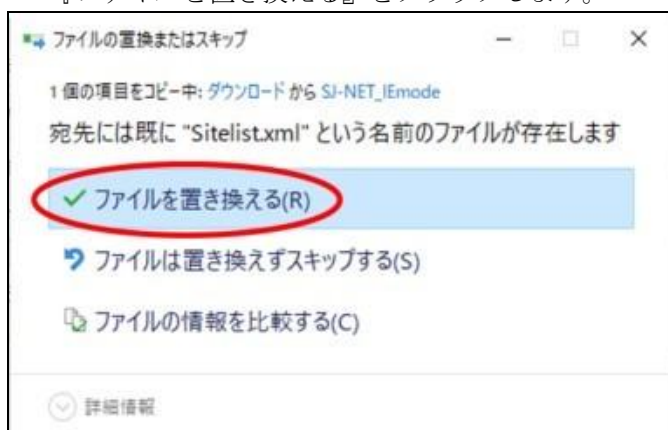 ファイルの置換またはスキップ
1 個の項目をコピー中: ダウンロード から SJ-NET_IEmode
宛先には既に "Sitelist.xml" という名前のファイルが存在します
ファイルを置き換える(R)
ファイルは置き換えずスキップする(S)
ファイルの情報を比較する(C)
詳細情報